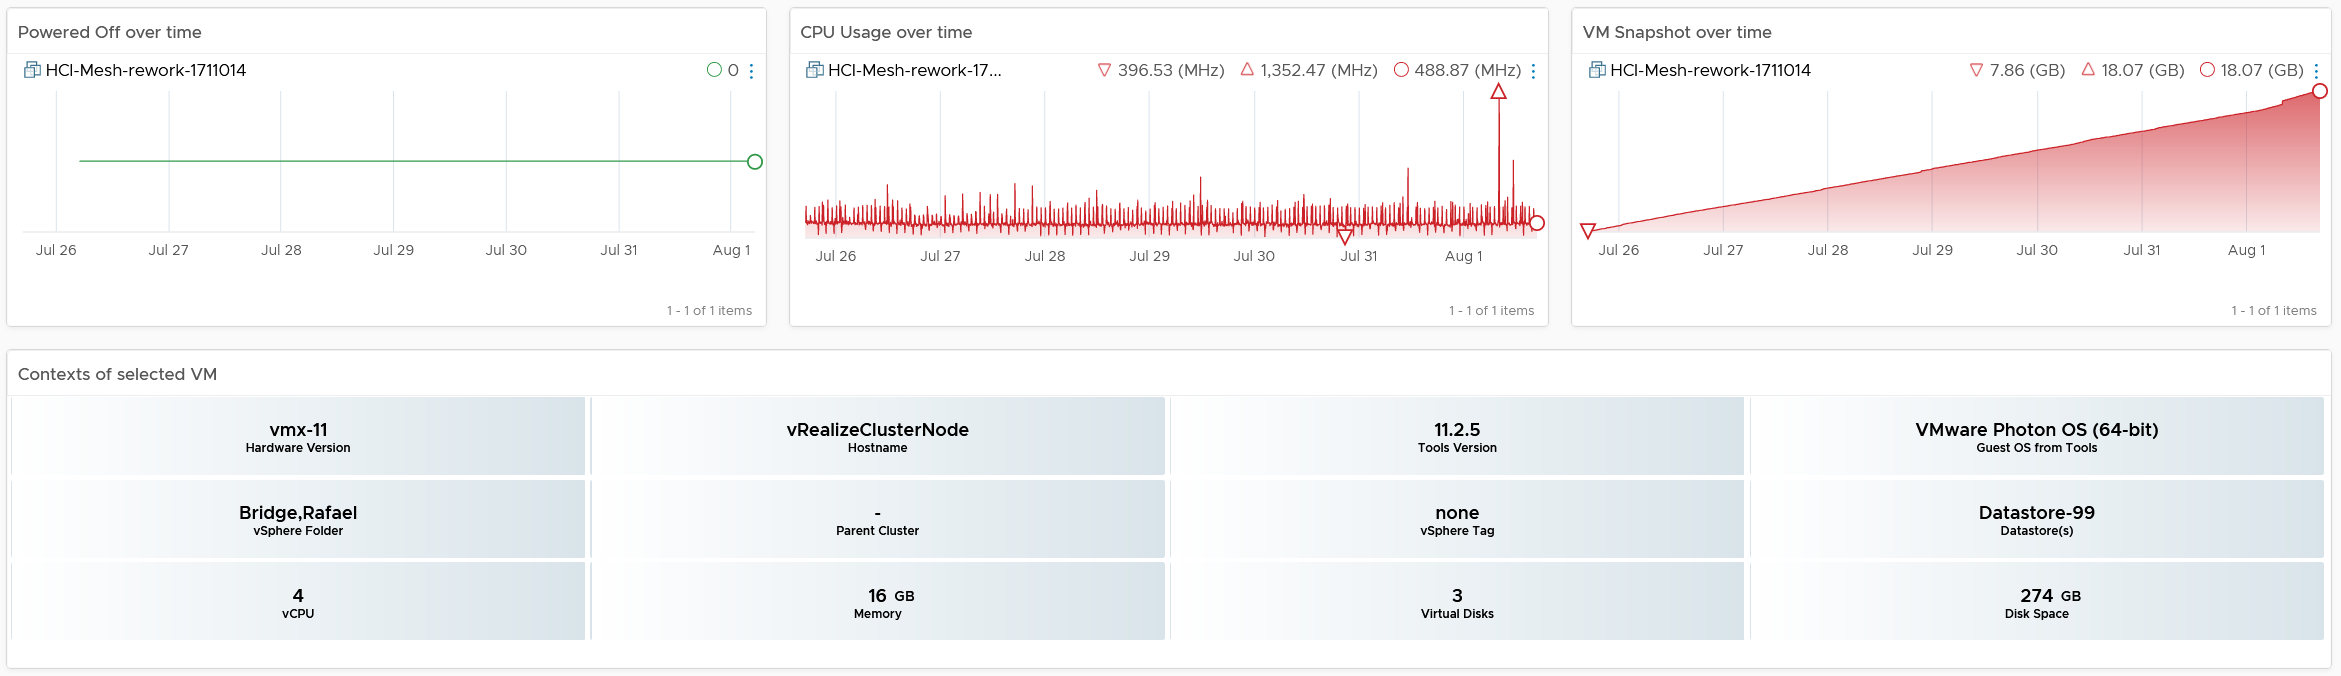 Powered Off over time
HCI-Mesh-rework-1711014 0
Jul 26 Jul 27 Jul 28 Jul 29 Jul 30 Jul 31 Aug 1
1 - 1 of 1 items
CPU Usage over time
HCI-Mesh-rework-17... 396.53 (MHz) 1,352.47 (MHz) 488.87 (MHz)
Jul 26 Jul 27 Jul 28 Jul 29 Jul 30 Jul 31 Aug 1
1 - 1 of 1 items
VM Snapshot over time
HCI-Mesh-rework-1711014 7.86 (GB) 18.07 (GB) 18.07 (GB)
Jul 26 Jul 27 Jul 28 Jul 29 Jul 30 Jul 31 Aug 1
1 - 1 of 1 items
Contexts of selected VM
vmx-11
Hardware Version
vRealizeClusterNode
Hostname
11.2.5
Tools Version
VMware Photon OS (64-bit)
Guest OS from Tools
Bridge,Rafael
vSphere Folder
-
Parent Cluster
none
vSphere Tag
Datastore-99
Datastore(s)
4
vCPU
16 GB
Memory
3
Virtual Disks
274 GB
Disk Space